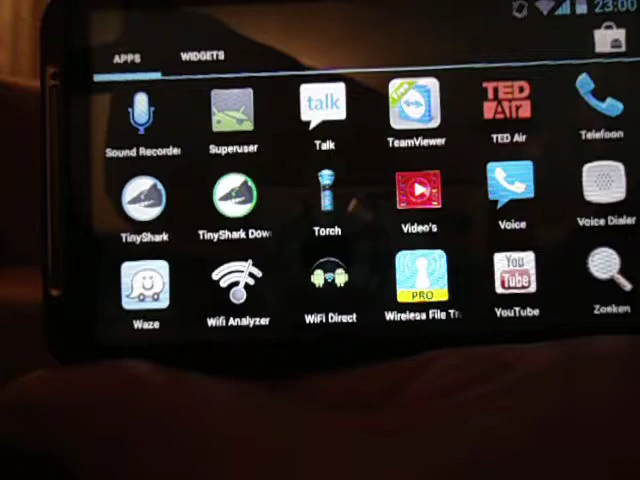 23:00
APPS WIDGETS
talk Free TED Air
Sound Recorder Superuser Talk TeamViewer TED Air Telefoon
TinyShark TinyShark Dow Torch Video's Voice Voice Dialer
PRO You Tube
Waze Wifi Analyzer WiFi Direct Wireless File Tr YouTube Zoeken